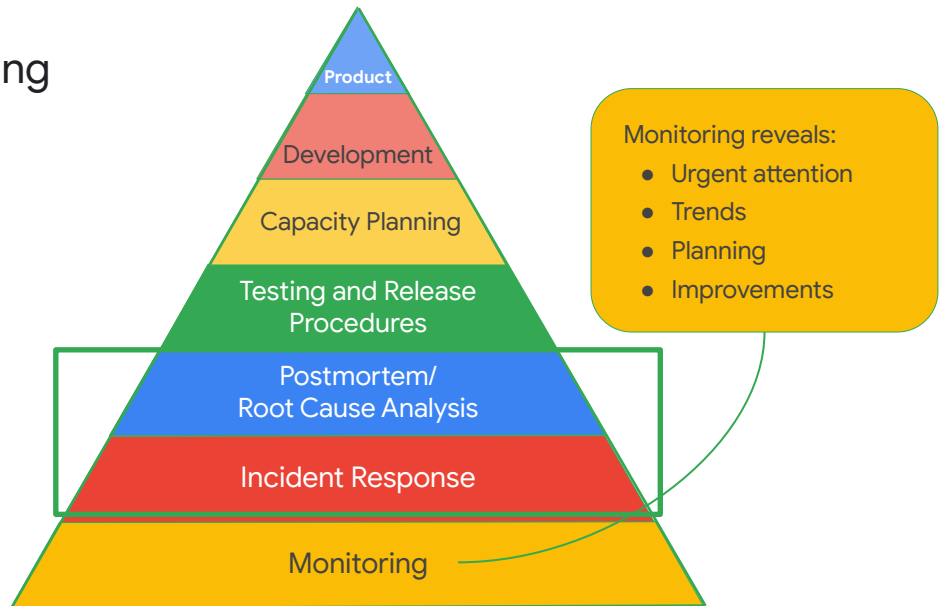 ng
Product
Development
Capacity Planning
Testing and Release
Procedures
Postmortem/
Root Cause Analysis
Incident Response
Monitoring
Monitoring reveals:
● Urgent attention
● Trends
● Planning
● Improvements